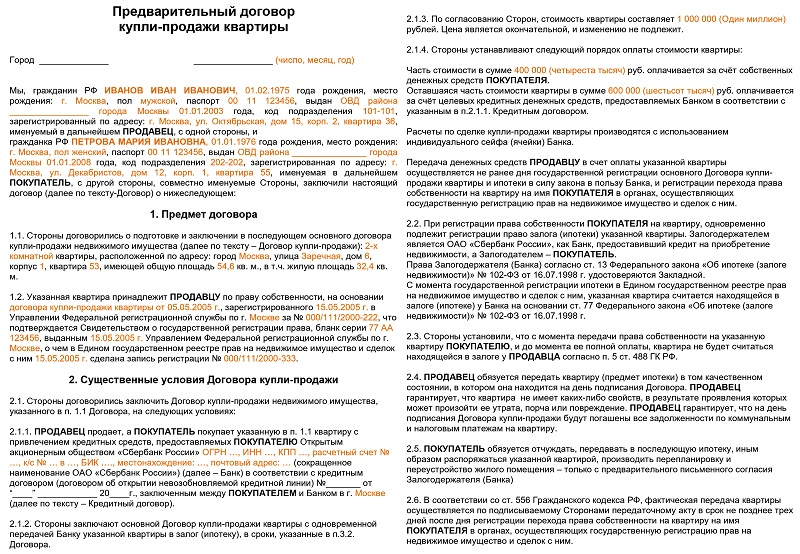 Предварительный договор
купли-продажи квартиры
Город ______________ ______________ (число, месяц, год)
Мы, гражданин РФ ИВАНОВ ИВАН ИВАНОВИЧ, 01.02.1975 года рождения, место
рождения: г. Москва, пол мужской, паспорт 00 11 123456, выдан ОВД района
________________ города Москвы 01.01.2003 года, код подразделения 101-101,
зарегистрированный по адресу: г. Москва, ул. Октябрьская, дом 15, корп. 2, квартира 36,
именуемый в дальнейшем ПРОДАВЕЦ, с одной стороны, и
гражданка РФ ПЕТРОВА МАРИЯ ИВАНОВНА, 01.01.1976 года рождения, место рождения:
г. Москва, пол женский, паспорт 00 11 123456, выдан ОВД района ______________ города
Москвы 01.01.2008 года, код подразделения 202-202, зарегистрированная по адресу: г.
Москва, ул. Декабристов, дом 12, корп. 1, квартира 55, именуемая в дальнейшем
ПОКУПАТЕЛЬ, с другой стороны, совместно именуемые Стороны, заключили настоящий
договор (далее по тексту-Договор) о нижеследующем:
1. Предмет договора
1.1. Стороны договорились о подготовке и заключении в последующем основного договора
купли-продажи недвижимого имущества (далее по тексту – Договор купли-продажи): 2-х
комнатной квартиры, расположенной по адресу: город Москва, улица Заречная, дом 6,
корпус 1, квартира 53, имеющей общую площадь 54,6 кв. м., в т.ч. жилую площадью 32,4 кв.
м.
1.2. Указанная квартира принадлежит ПРОДАВЦУ по праву собственности, на основании
договора купли-продажи квартиры от 05.05.2005 г., зарегистрированного 15.05.2005 г. в
Управлении Федеральной регистрационной службы по г. Москве за № 000/111/2000-222, что
подтверждается Свидетельством о государственной регистрации права, бланк серии 77 АА
123456, выданным 15.05.2005 г. Управлением Федеральной регистрационной службы по г.
Москве, о чем в Едином государственном реестре прав на недвижимое имущество и сделок с
ним 15.05.2005 г. сделана запись регистрации № 000/111/2000-333.
2. Существенные условия Договора купли-продажи
2.1. Стороны договорились заключить Договор купли-продажи недвижимого имущества,
указанного в п. 1.1 Договора, на следующих условиях:
2.1.1. ПРОДАВЕЦ продает, а ПОКУПАТЕЛЬ покупает указанную в п. 1.1 квартиру с
привлечением кредитных средств, предоставляемых ПОКУПАТЕЛЮ Открытым
акционерным обществом «Сбербанк России» ОГРН …, ИНН …, КПП …, расчетный счет №
…, к/с № … в …, БИК …, местонахождение: …, почтовый адрес: … (сокращенное
наименование ОАО «Сбербанк России») (далее – Банк) в соответствии с кредитным
договором (договором об открытии невозобновляемой кредитной линии) №_______ от
"____" ____________ 20____г., заключенным между ПОКУПАТЕЛЕМ и Банком в г. Москве
(далее по тексту – Кредитный договор).
2.1.2. Стороны заключают основной Договор купли-продажи квартиры с одновременной
передачей Банку указанной квартиры в залог (ипотеку), в сроки, указанные в п.3.2.
Договора.
2.1.3. По согласованию Сторон, стоимость квартиры составляет 1 000 000 (Один миллион)
рублей. Цена является окончательной, и изменению не подлежит.
2.1.4. Стороны устанавливают следующий порядок оплаты стоимости квартиры:
Часть стоимости в сумме 400 000 (четыреста тысяч) руб. оплачивается за счёт собственных
денежных средств ПОКУПАТЕЛЯ.
Оставшаяся часть стоимости квартиры в сумме 600 000 (шестьсот тысяч) руб. оплачивается
за счёт целевых кредитных денежных средств, предоставляемых Банком в соответствии с
указанным в п.2.1.1. Кредитным договором.
Расчеты по сделке купли-продажи квартиры производятся с использованием
индивидуального сейфа (ячейки) Банка.
Передача денежных средств ПРОДАВЦУ в счет оплаты указанной квартиры
осуществляется не ранее дня государственной регистрации основного Договора купли-
продажи квартиры и ипотеки в силу закона в пользу Банка, и регистрации перехода права
собственности на квартиру на имя ПОКУПАТЕЛЯ в органах, осуществляющих
государственную регистрацию прав на недвижимое имущество и сделок с ним.
2.2. При регистрации права собственности ПОКУПАТЕЛЯ на квартиру, одновременно
подлежит регистрации право залога (ипотеки) указанной квартиры. Залогодержателем
является ОАО «Сбербанк России», как Банк, предоставивший кредит на приобретение
недвижимости, а Залогодателем – ПОКУПАТЕЛЬ.
Права Залогодержателя (Банка) согласно ст. 13 Федерального закона «Об ипотеке (залоге
недвижимости)» № 102-ФЗ от 16.07.1998 г. удостоверяются Закладной.
С момента государственной регистрации ипотеки в Едином государственном реестре прав
на недвижимое имущество и сделок с ним, указанная квартира считается находящейся в
залоге (ипотеке) у Банка на основании ст. 77 Федерального закона «Об ипотеке (залоге
недвижимости)» № 102-ФЗ от 16.07.1998 г.
2.3. Стороны установили, что с момента передачи права собственности на указанную
квартиру ПОКУПАТЕЛЮ, и до момента ее полной оплаты, квартира не будет считаться
находящейся в залоге у ПРОДАВЦА согласно п. 5 ст. 488 ГК РФ.
2.4. ПРОДАВЕЦ обязуется передать квартиру (предмет ипотеки) в том качественном
состоянии, в котором она находится на день подписания Договора. ПРОДАВЕЦ
гарантирует, что квартира не имеет каких-либо свойств, в результате проявления которых
может произойти ее утрата, порча или повреждение. ПРОДАВЕЦ гарантирует, что на день
подписания Договора купли-продажи будут погашены все задолженности по коммунальным
и налоговым платежам на квартиру.
2.5. ПОКУПАТЕЛЬ обязуется отчуждать, передавать в последующую ипотеку, иным
образом распоряжаться указанной квартирой, производить перепланировку и
переустройство жилого помещения – только с предварительного письменного согласия
Залогодержателя (Банка)
2.6. В соответствии со ст. 556 Гражданского кодекса РФ, фактическая передача квартиры
осуществляется по подписываемому Сторонами передаточному акту в срок не позднее трех
дней после дня регистрации перехода права собственности на квартиру на имя
ПОКУПАТЕЛЯ в органах, осуществляющих государственную регистрацию прав на
недвижимое имущество и сделок с ним.